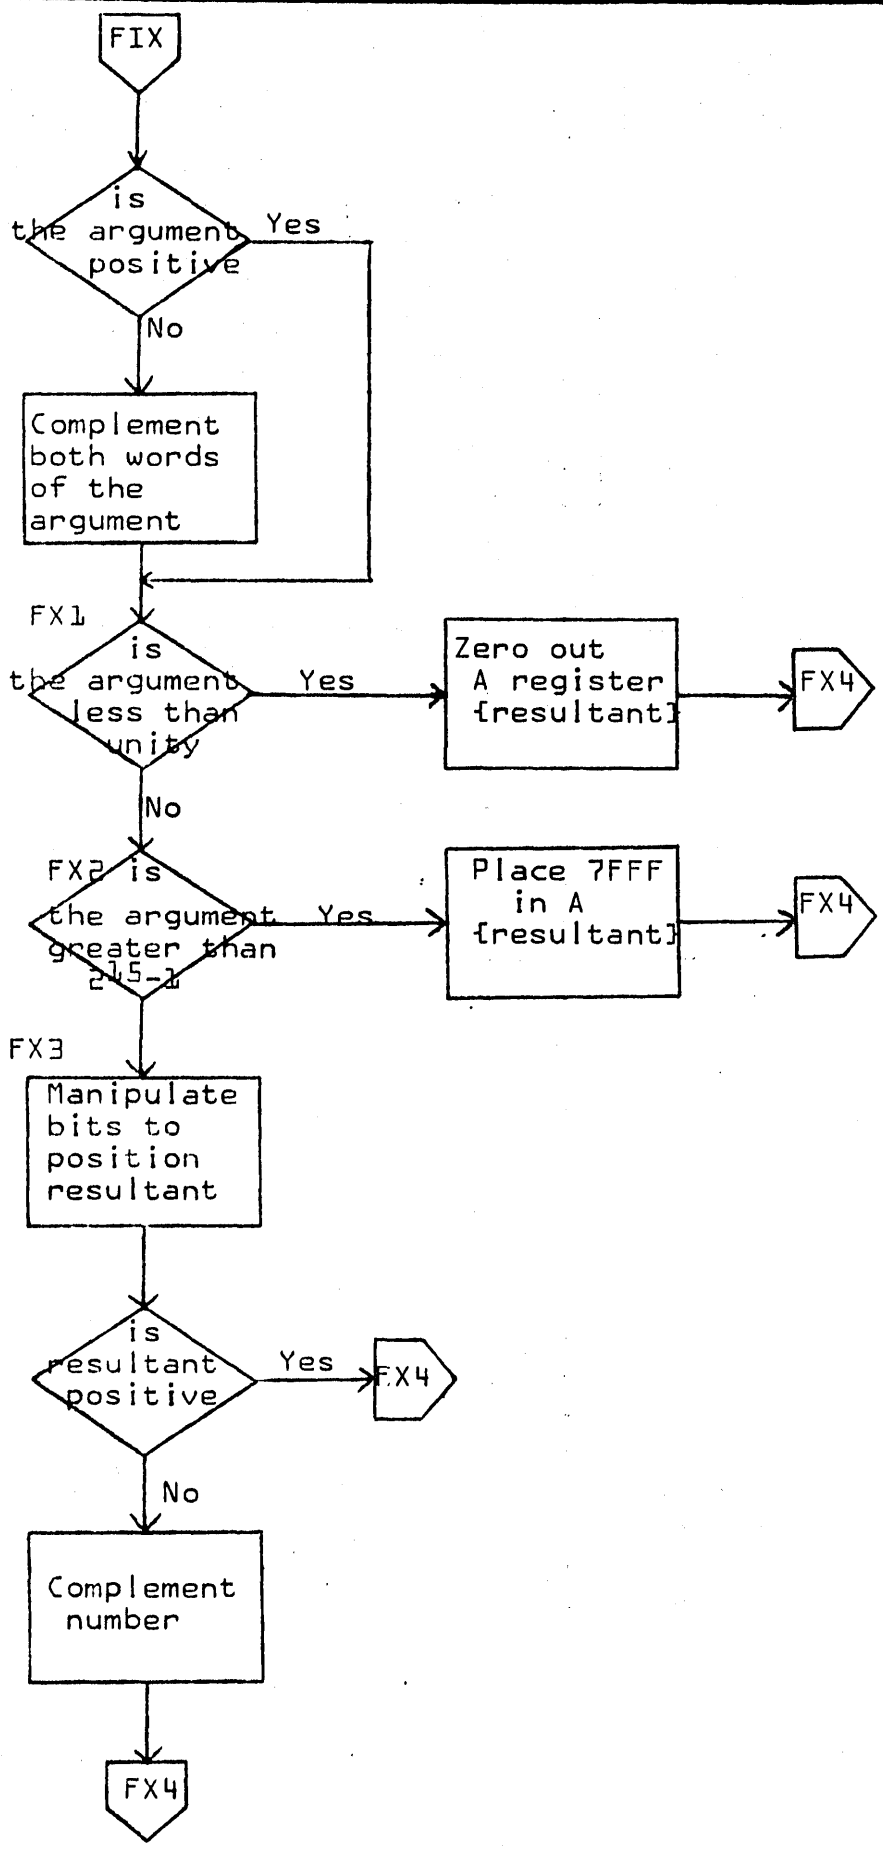 FIX
is
the argument
positive
Yes
No
Complement
both words
of the
argument
FX1
is
the argument
less than
unity
Yes
Zero out
A register
{resultant}
FX4
No
FX2 is
the argument
greater than
2^15-1
Yes
Place 7FFF
in A
{resultant}
FX4
FX3
Manipulate
bits to
position
resultant
is
resultant
positive
Yes
FX4
No
Complement
number
FX4